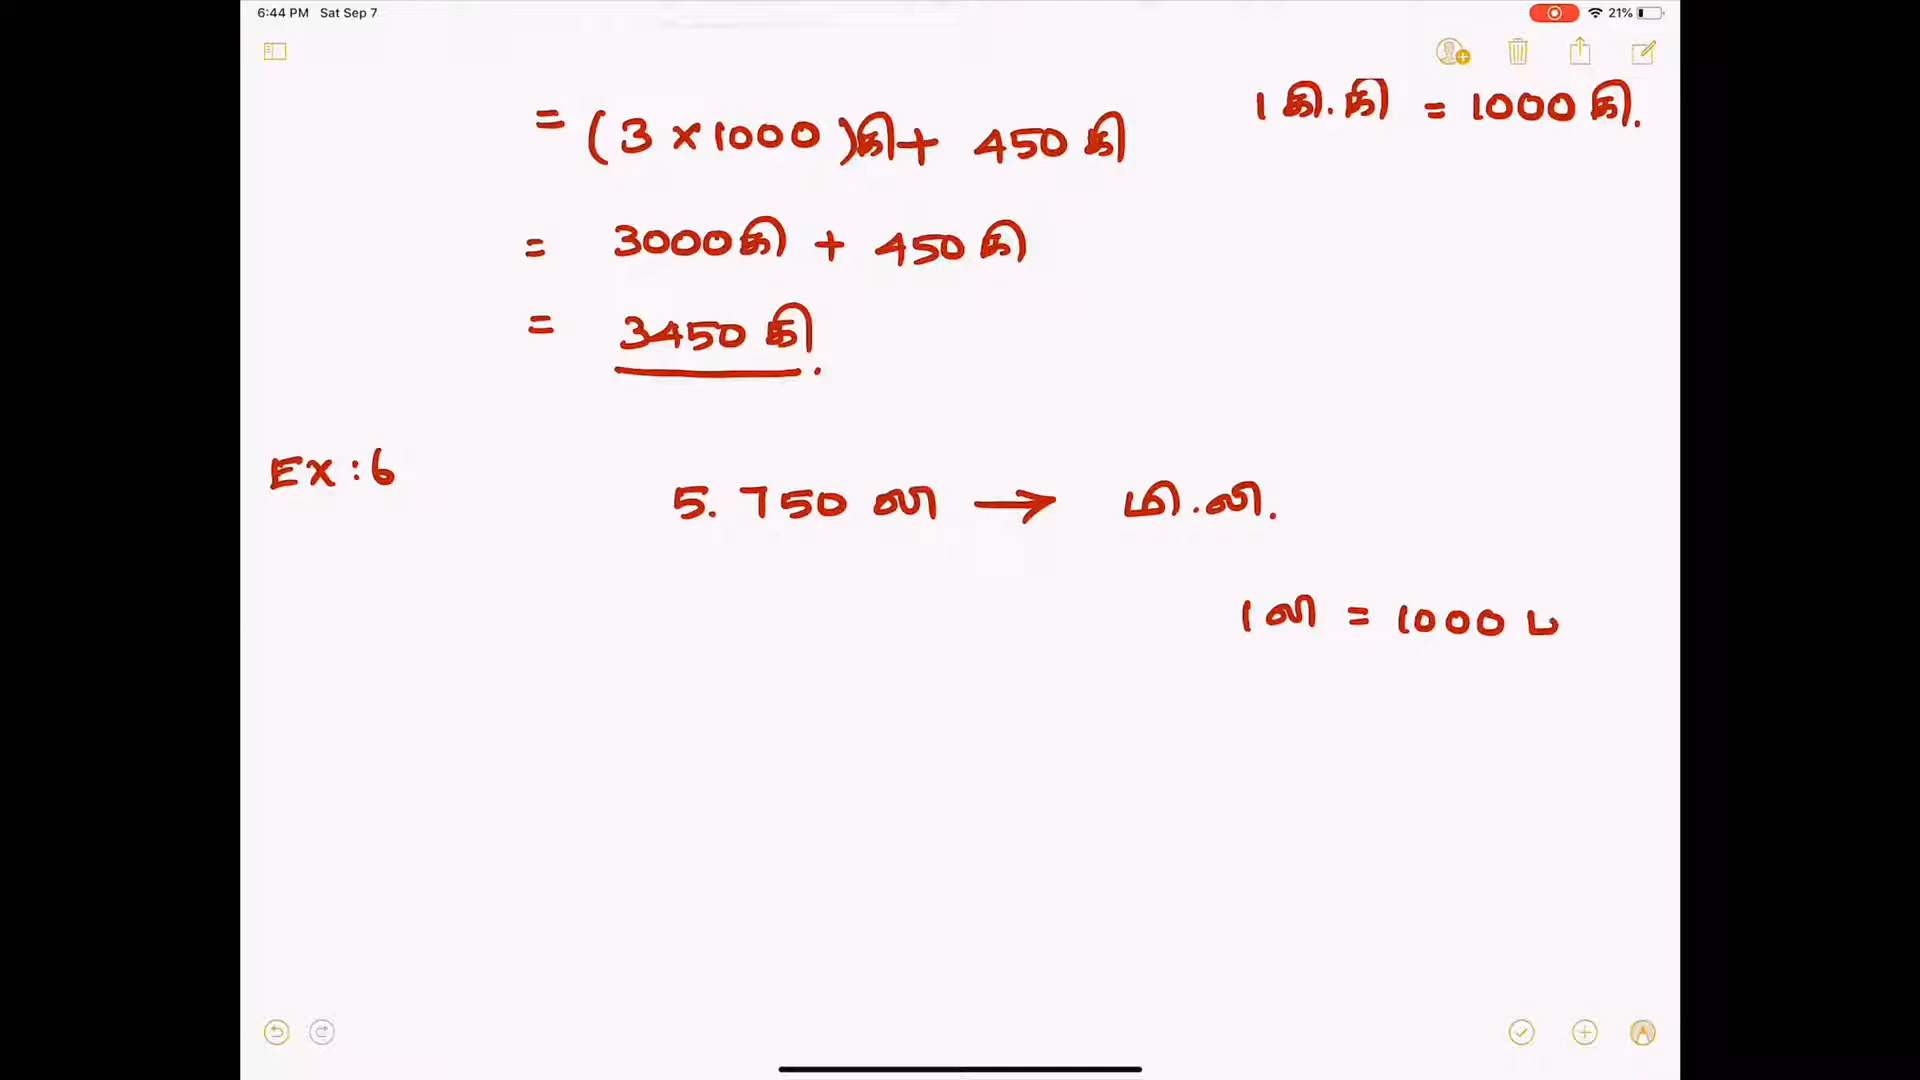 6:44 PM Sat Sep 7
21%
1 கி.கி = 1000 கி.
= (3 x 1000)கி + 450 கி
= 3000கி + 450 கி
= 3450 கி.
EX : 6
5. 750 லி → மி.லி.
1 லி = 1000